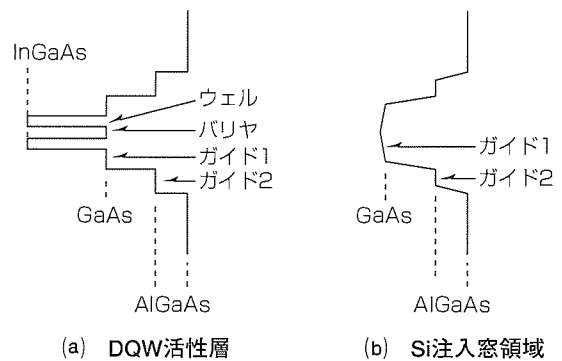 InGaAs
ウェル
バリヤ
ガイド1
ガイド2
GaAs
AlGaAs
(a) DQW活性層
ガイド1
ガイド2
GaAs
AlGaAs
(b) Si注入窓領域